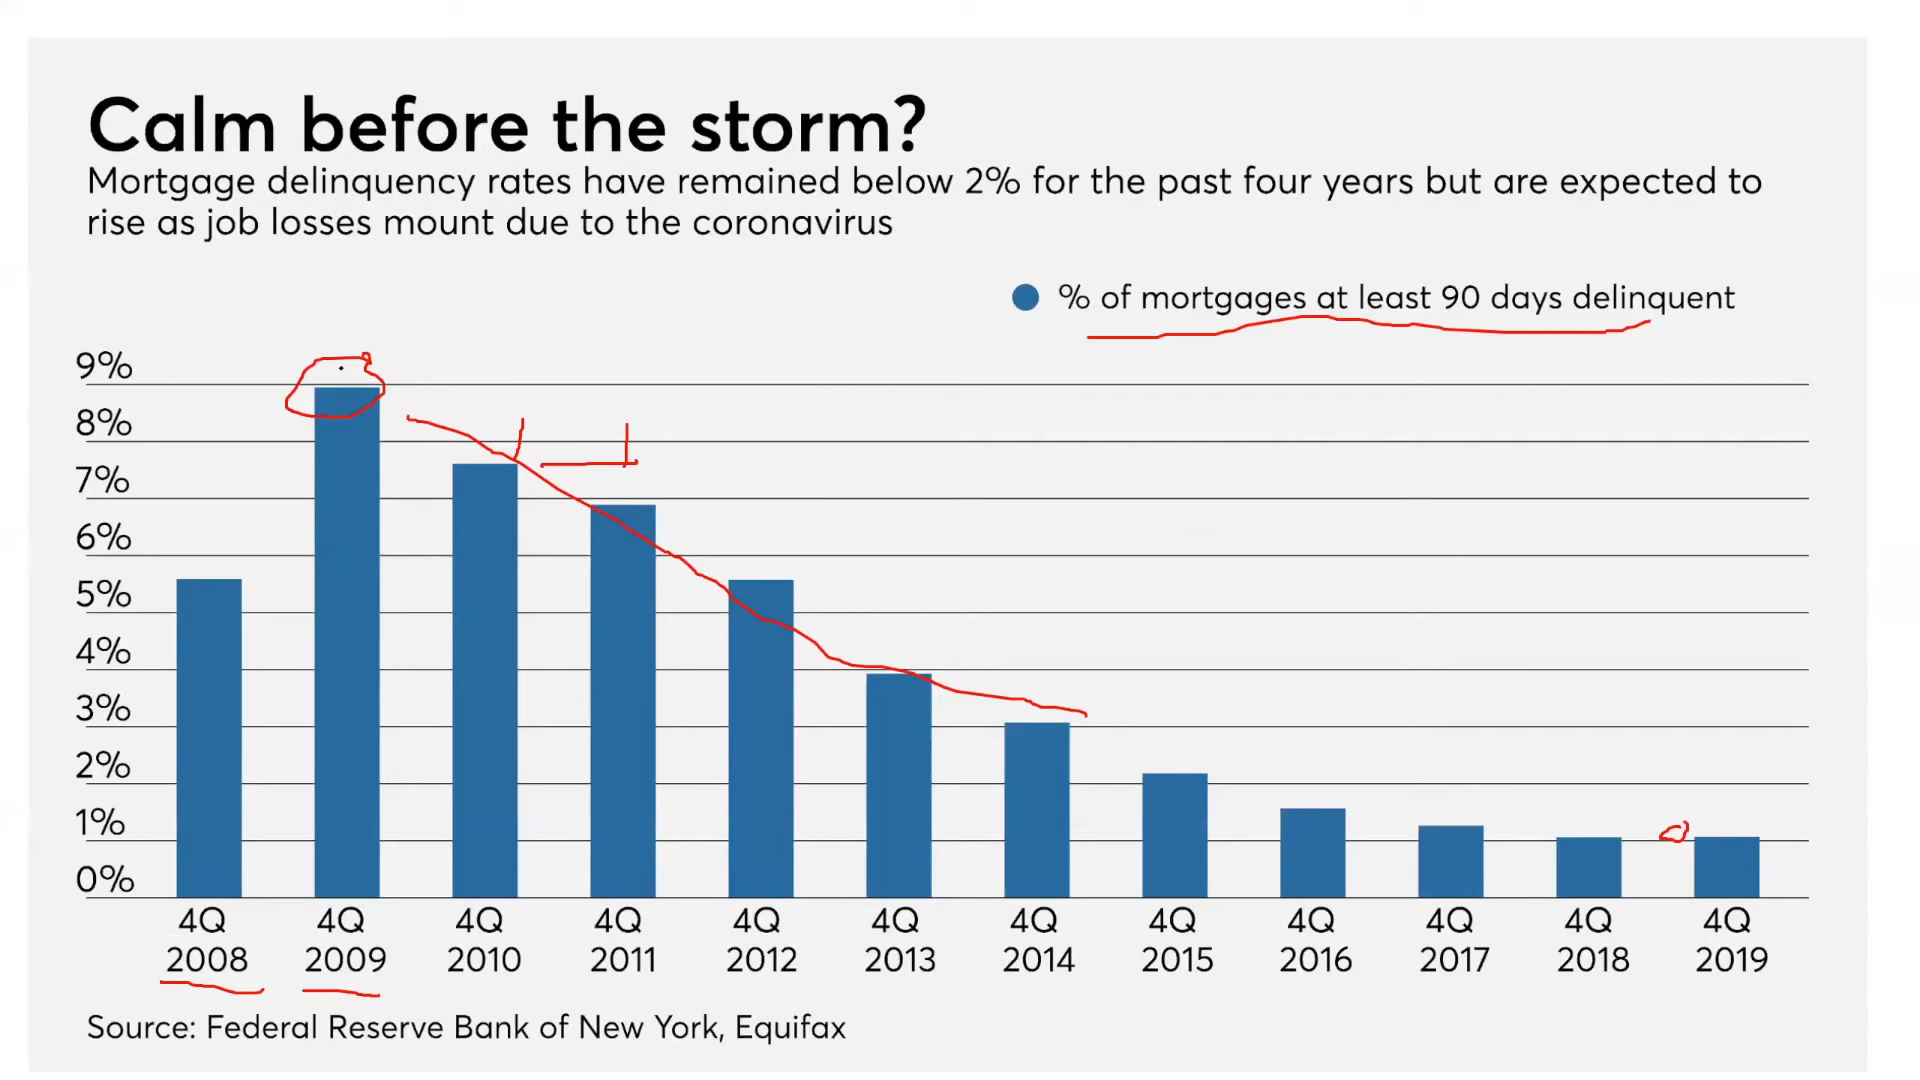 Calm before the storm?
Mortgage delinquency rates have remained below 2% for the past four years but are expected to
rise as job losses mount due to the coronavirus
% of mortgages at least 90 days delinquent
9%
8%
7%
6%
5%
4%
3%
2%
1%
0%
4Q 4Q 4Q 4Q 4Q 4Q 4Q 4Q 4Q 4Q 4Q 4Q
2008 2009 2010 2011 2012 2013 2014 2015 2016 2017 2018 2019
Source: Federal Reserve Bank of New York, Equifax